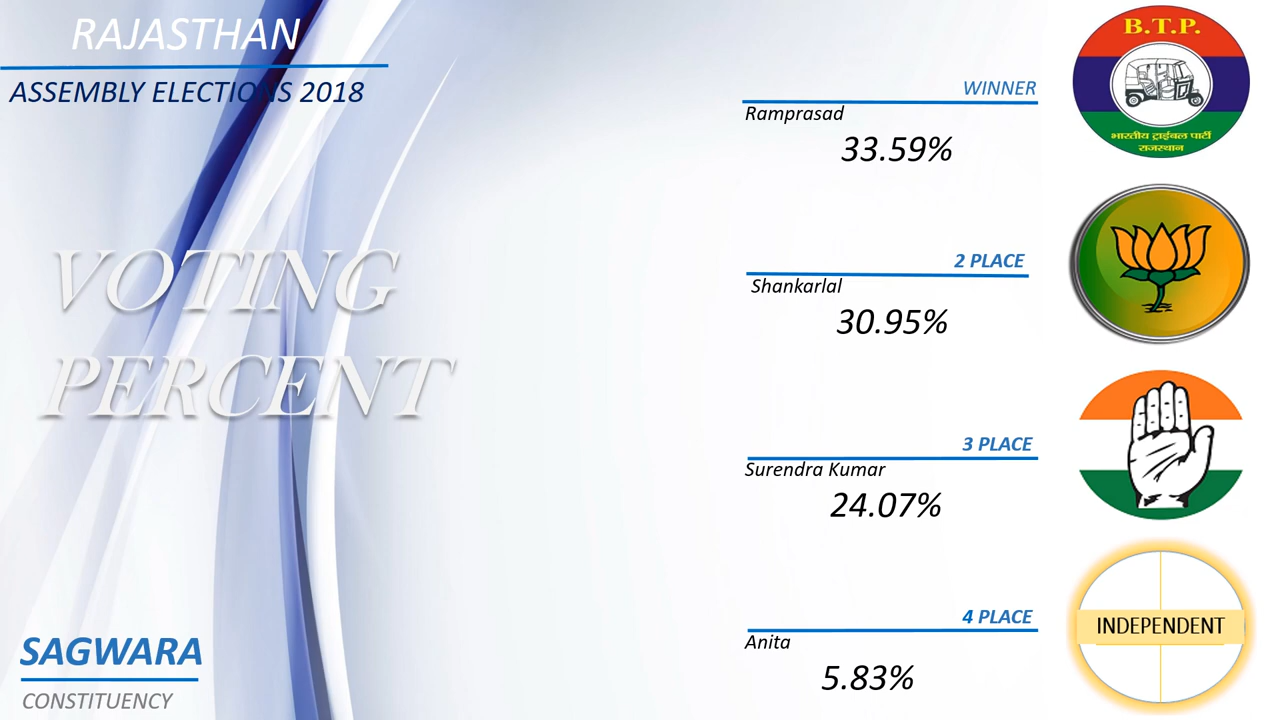 RAJASTHAN
ASSEMBLY ELECTIONS 2018
VOTING
PERCENT
SAGWARA
CONSTITUENCY
WINNER
Ramprasad
33.59%
B.T.P.
भारतीय ट्राईबल पार्टी
राजस्थान
2 PLACE
Shankarlal
30.95%
3 PLACE
Surendra Kumar
24.07%
4 PLACE
Anita
5.83%
INDEPENDENT